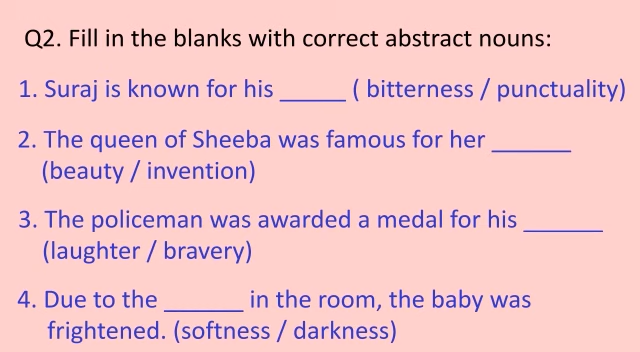 Q2. Fill in the blanks with correct abstract nouns:
1. Suraj is known for his _____ ( bitterness / punctuality)
2. The queen of Sheeba was famous for her ______
(beauty / invention)
3. The policeman was awarded a medal for his ______
(laughter / bravery)
4. Due to the ______ in the room, the baby was
frightened. (softness / darkness)